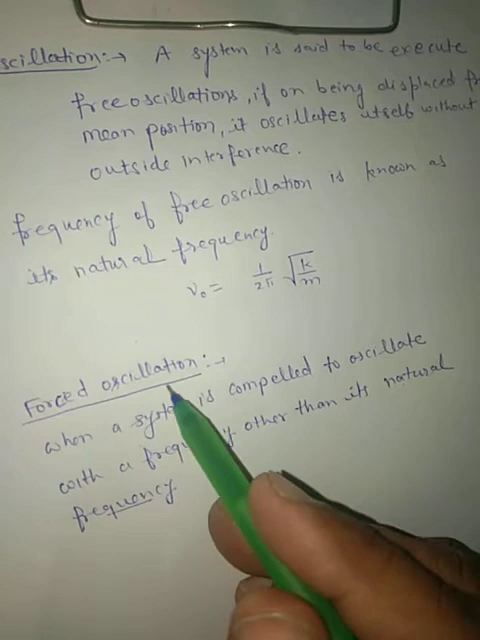 scillation:→ A system is said to be execute
free oscillations, if on being displaced fr
mean position, it oscillates itself without
outside interference.
frequency of free oscillation is known as
its natural frequency.
ν₀ = 1/2π √k/m
Forced oscillation:→
when a system is compelled to oscillate
with a frequency other than its natural
frequency.